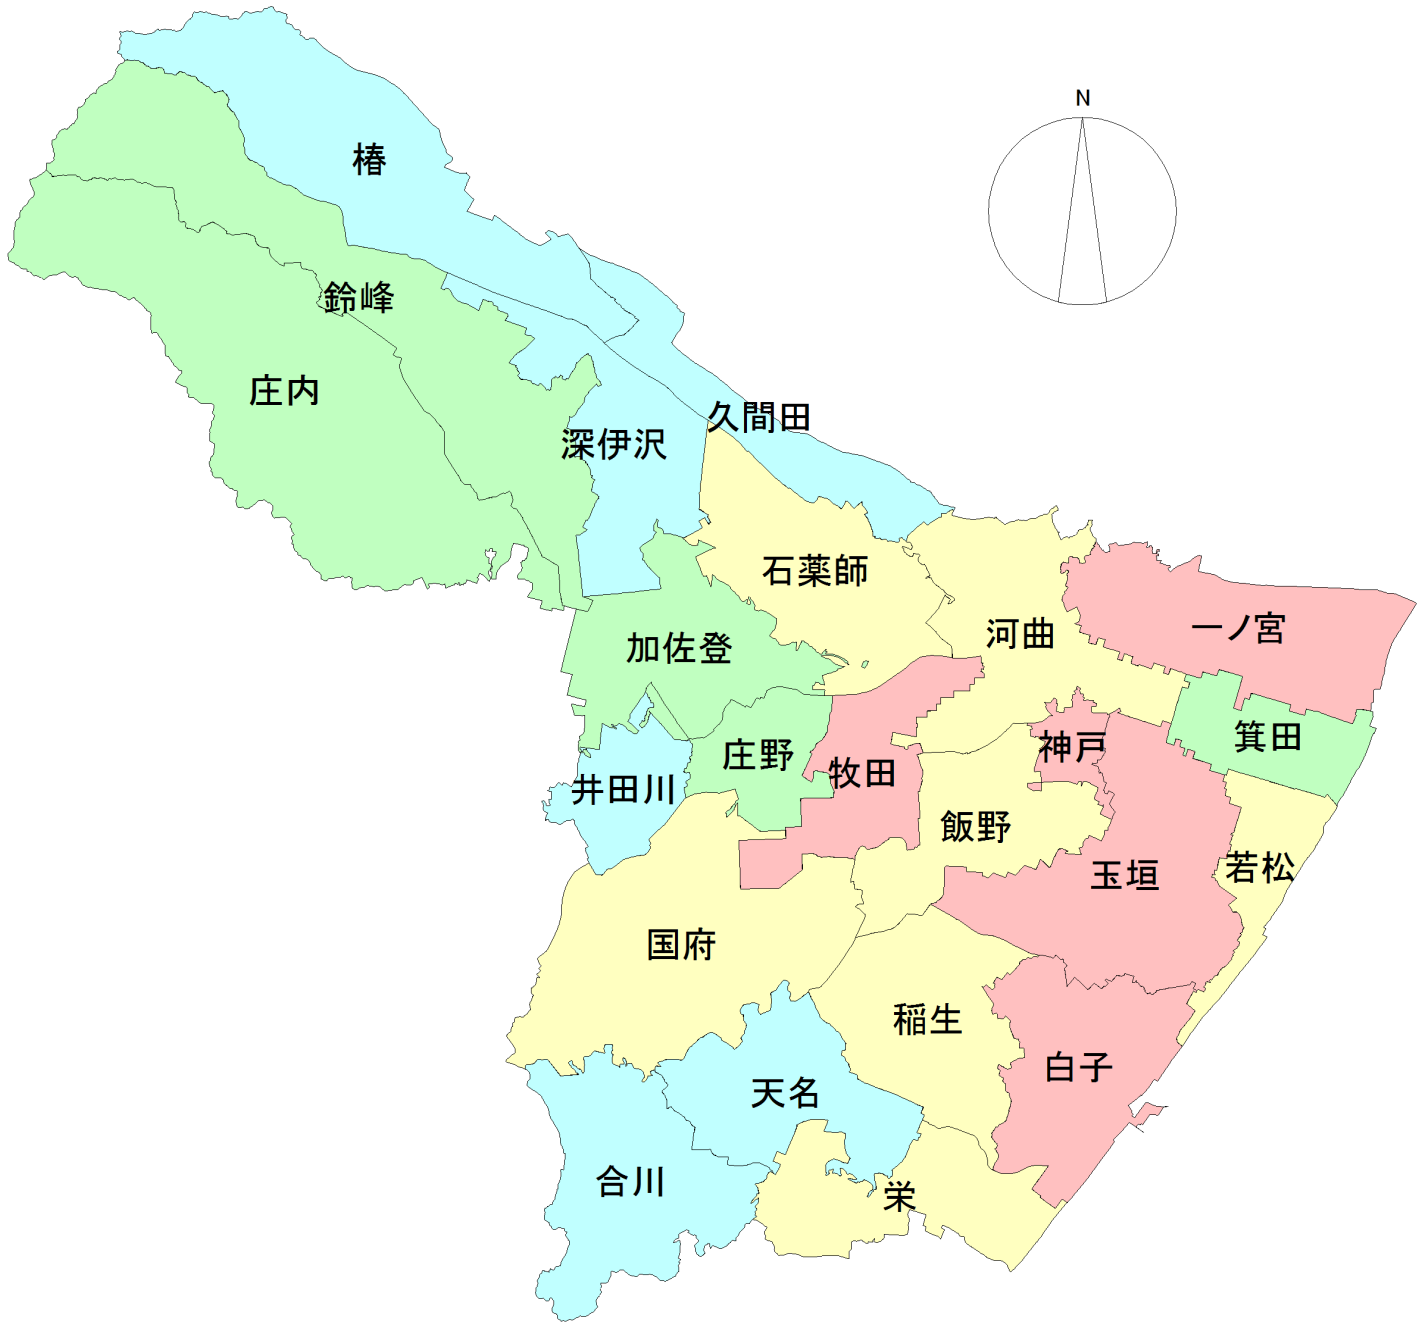 N
椿
鈴峰
庄内
久間田
深伊沢
石薬師
一ノ宮
河曲
加佐登
箕田
神戸
庄野
牧田
井田川
飯野
若松
玉垣
国府
稲生
白子
天名
合川
栄